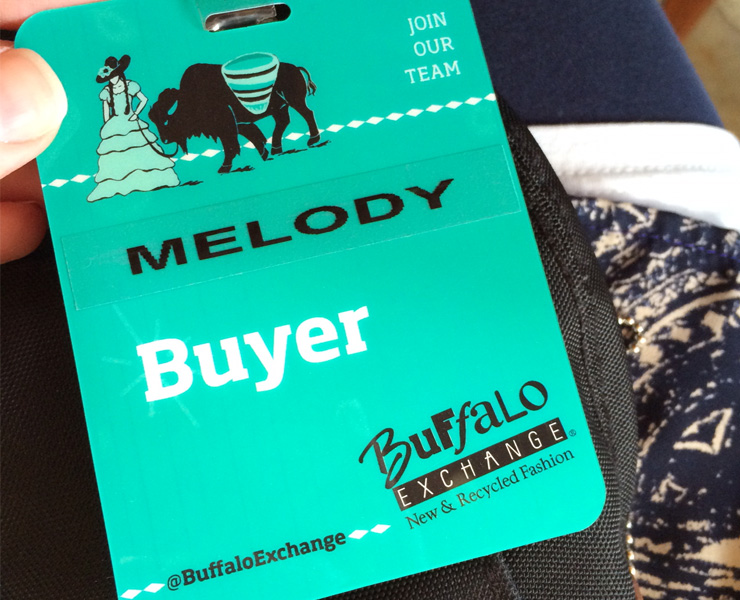 JOIN
OUR
TEAM
MELODY
Buyer
BuFFaLO
EXCHANGE®
New & Recycled Fashion
@BuffaloExchange